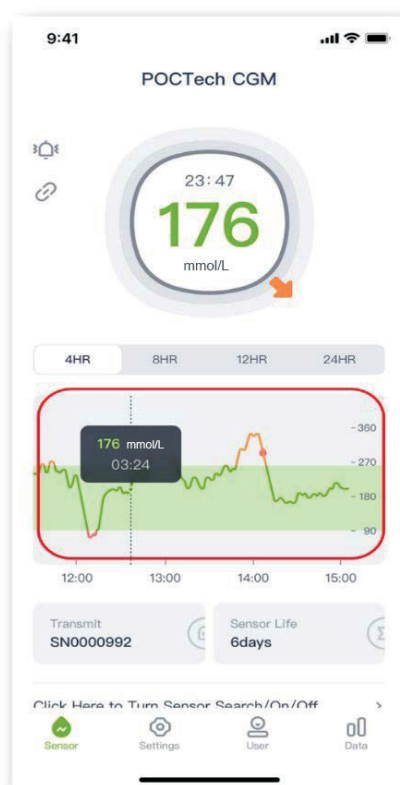 9:41
POCTech CGM
23:47
176
mmol/L
4HR 8HR 12HR 24HR
360
176 mmol/L
03:24
270
180
90
12:00 13:00 14:00 15:00
Transmit Sensor Life
SN0000992 6days
Click Here to Turn Sensor Search/On/Off
Sensor Settings User Data